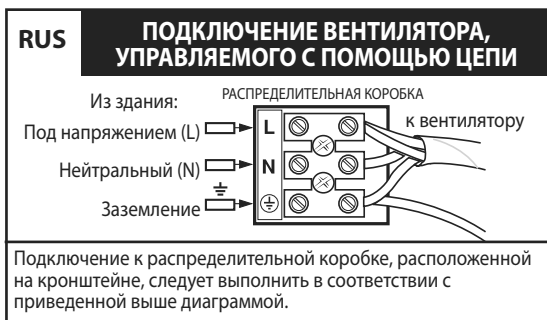 RUS
ПОДКЛЮЧЕНИЕ ВЕНТИЛЯТОРА,
УПРАВЛЯЕМОГО С ПОМОЩЬЮ ЦЕПИ
РАСПРЕДЕЛИТЕЛЬНАЯ КОРОБКА
Из здания:
к вентилятору
Под напряжением (L)
L
Нейтральный (N)
N
Заземление
Подключение к распределительной коробке, расположенной
на кронштейне, следует выполнить в соответствии с
приведенной выше диаграммой.